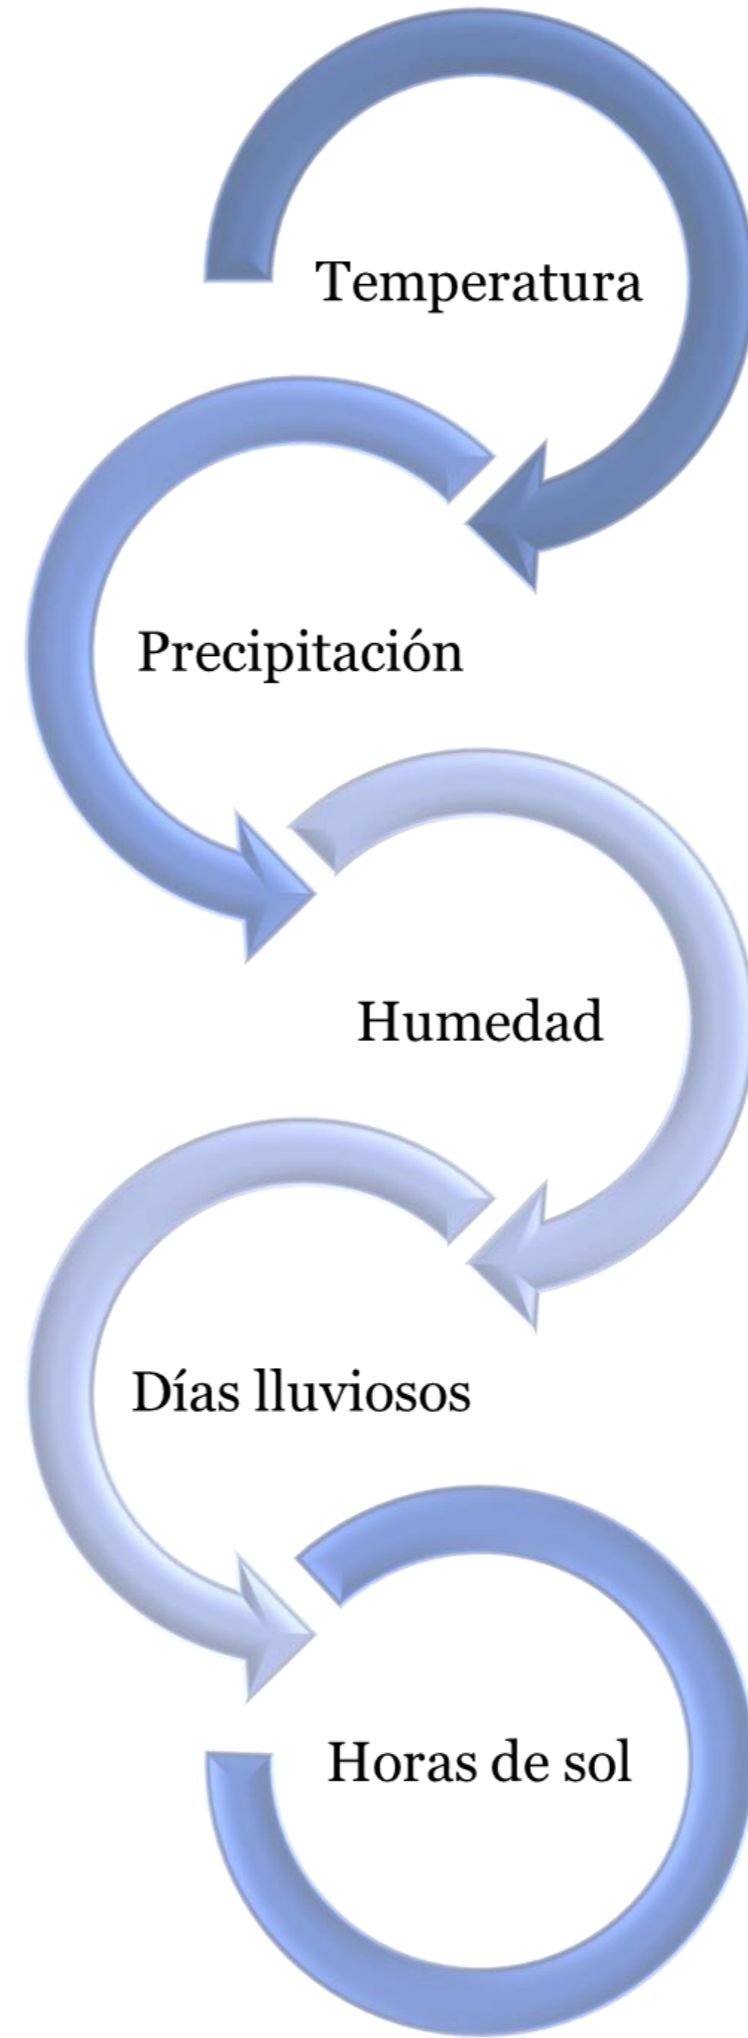 Temperatura
Precipitación
Humedad
Días lluviosos
Horas de sol